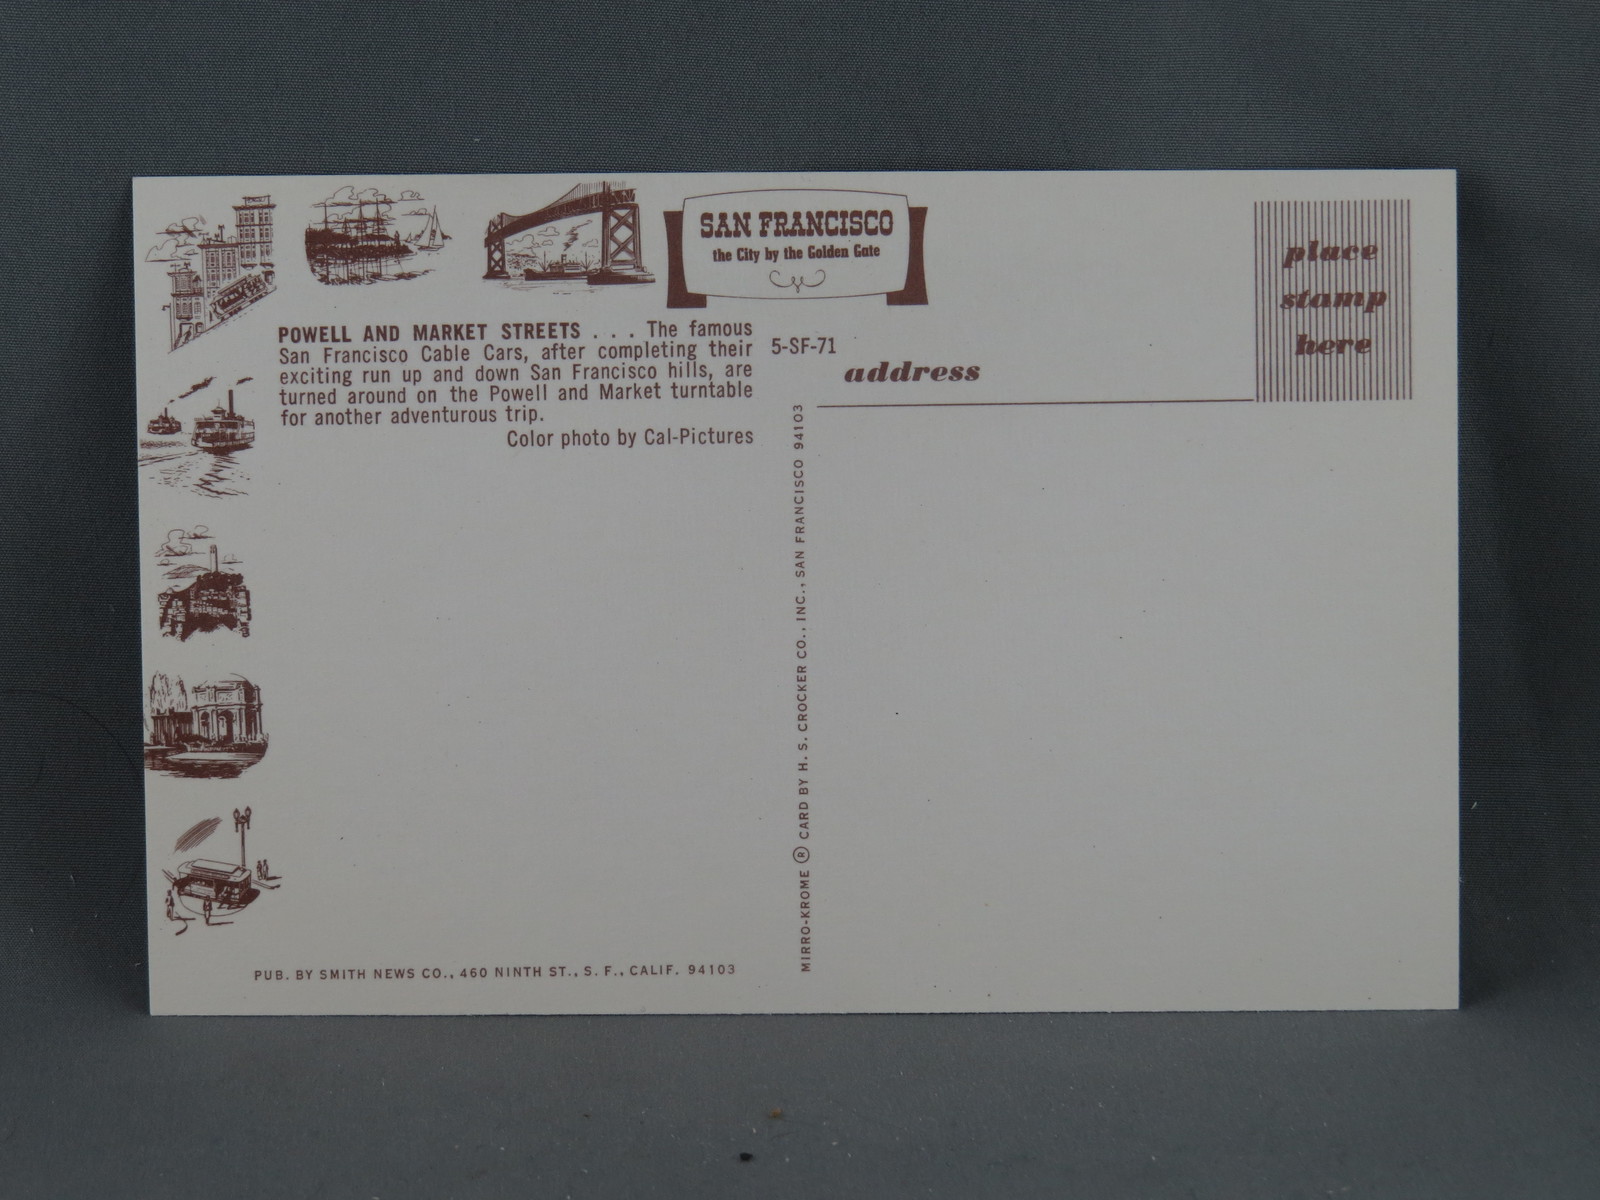 SAN FRANCISCO
the City by the Golden Gate
place
stamp
here
POWELL AND MARKET STREETS . . . The famous
San Francisco Cable Cars, after completing their
exciting run up and down San Francisco hills, are
turned around on the Powell and Market turntable
for another adventurous trip.
Color photo by Cal-Pictures
5-SF-71
address
MIRRO-KROME ® CARD BY H. S. CROCKER CO., INC., SAN FRANCISCO 94103
PUB. BY SMITH NEWS CO., 460 NINTH ST., S. F., CALIF. 94103